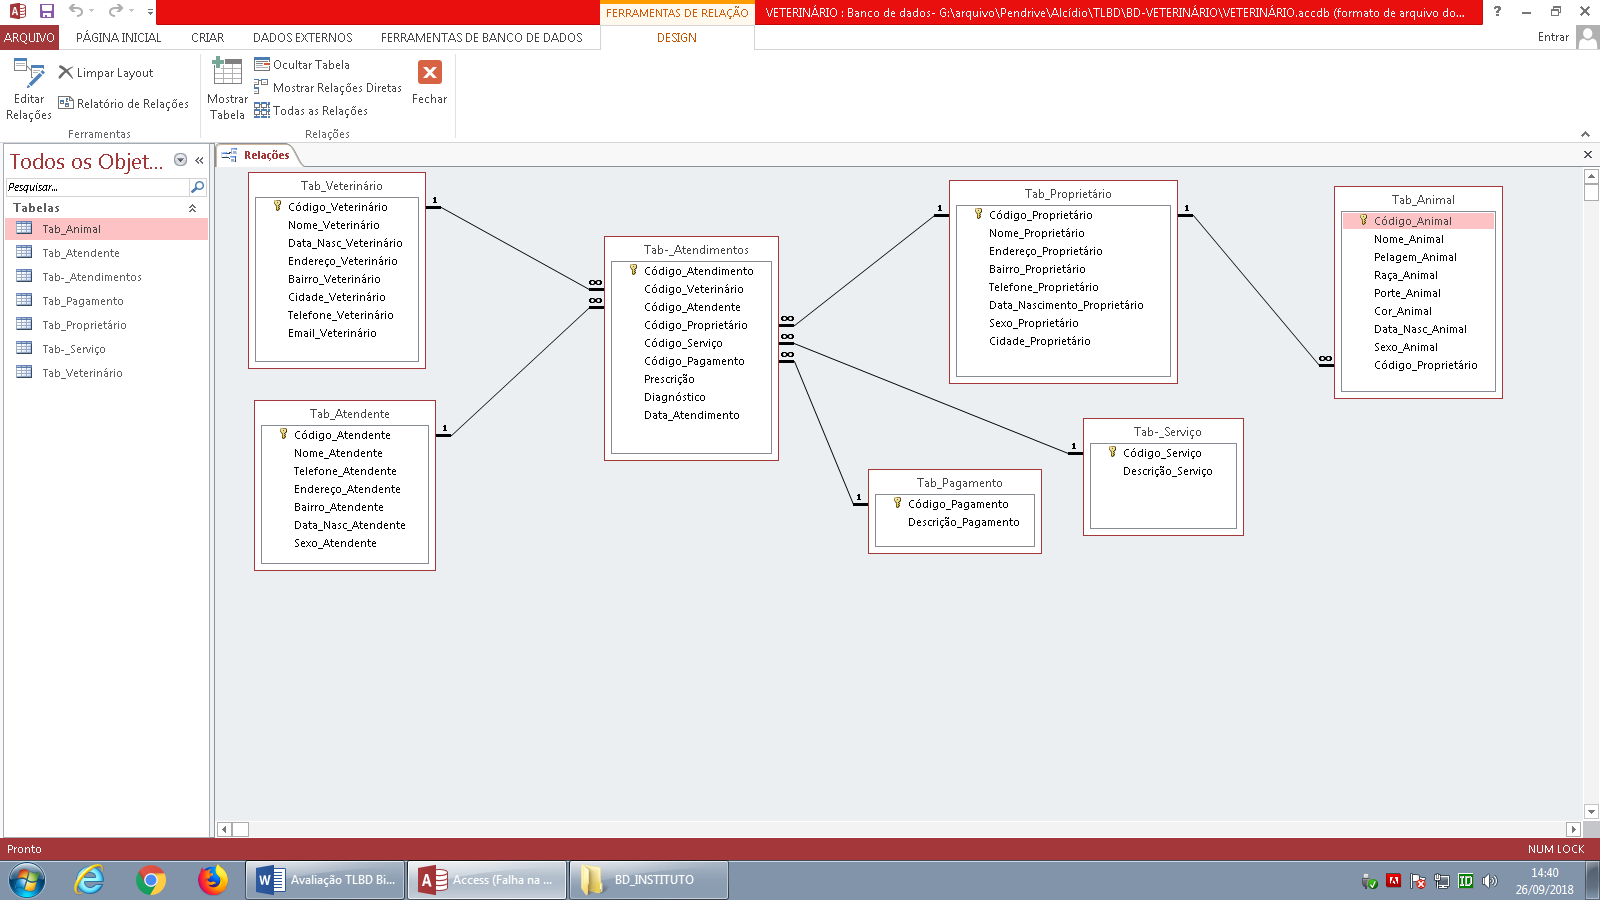 FERRAMENTAS DE RELAÇÃO
VETERINÁRIO : Banco de dados- G:\arquivo\Pendrive\Alcídio\TLBD\BD-VETERINÁRIO\VETERINÁRIO.accdb (formato de arquivo do...
?
ARQUIVO
PÁGINA INICIAL
CRIAR
DADOS EXTERNOS
FERRAMENTAS DE BANCO DE DADOS
DESIGN
Entrar
Editar
Relações
Limpar Layout
Relatório de Relações
Ferramentas
Mostrar
Tabela
Ocultar Tabela
Mostrar Relações Diretas
Todas as Relações
Fechar
Relações
Todos os Objet...
Pesquisar...
Tabelas
Tab_Animal
Tab_Atendente
Tab-_Atendimentos
Tab_Pagamento
Tab_Proprietário
Tab-_Serviço
Tab_Veterinário
Relações
Tab_Veterinário
Código_Veterinário
Nome_Veterinário
Data_Nasc_Veterinário
Endereço_Veterinário
Bairro_Veterinário
Cidade_Veterinário
Telefone_Veterinário
Email_Veterinário
1
∞
Tab_Atendente
Código_Atendente
Nome_Atendente
Telefone_Atendente
Endereço_Atendente
Bairro_Atendente
Data_Nasc_Atendente
Sexo_Atendente
1
∞
Tab-_Atendimentos
Código_Atendimento
Código_Veterinário
Código_Atendente
Código_Proprietário
Código_Serviço
Código_Pagamento
Prescrição
Diagnóstico
Data_Atendimento
∞
∞
∞
1
Tab_Proprietário
Código_Proprietário
Nome_Proprietário
Endereço_Proprietário
Bairro_Proprietário
Telefone_Proprietário
Data_Nascimento_Proprietário
Sexo_Proprietário
Cidade_Proprietário
1
∞
Tab_Animal
Código_Animal
Nome_Animal
Pelagem_Animal
Raça_Animal
Porte_Animal
Cor_Animal
Data_Nasc_Animal
Sexo_Animal
Código_Proprietário
1
Tab-_Serviço
Código_Serviço
Descrição_Serviço
1
Tab_Pagamento
Código_Pagamento
Descrição_Pagamento
Pronto
NUM LOCK
Avaliação TLBD Bi...
Access (Falha na ...
BD_INSTITUTO
14:40
26/09/2018